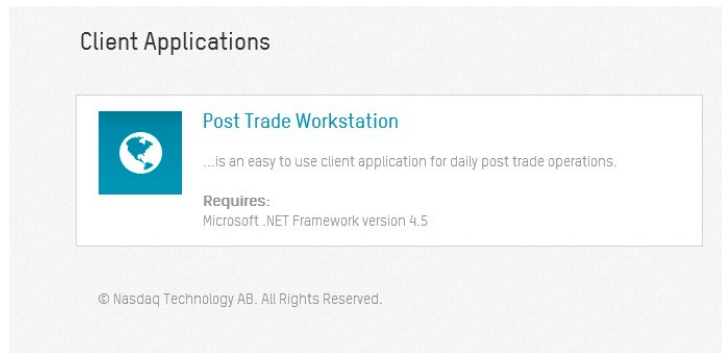 Client Applications
Post Trade Workstation
...is an easy to use client application for daily post trade operations.
Requires:
Microsoft .NET Framework version 4.5
© Nasdaq Technology AB. All Rights Reserved.